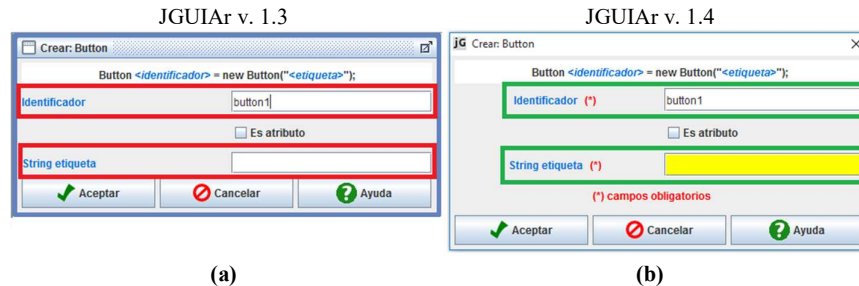 JGUIAr v. 1.3
Crear: Button
Button <identificador> = new Button("<etiqueta>");
Identificador
button1
Es atributo
String etiqueta
Aceptar
Cancelar
Ayuda
(a)
JGUIAr v. 1.4
jG Crear: Button
Button <identificador> = new Button("<etiqueta>");
Identificador (*)
button1
Es atributo
String etiqueta (*)
(*) campos obligatorios
Aceptar
Cancelar
Ayuda
(b)